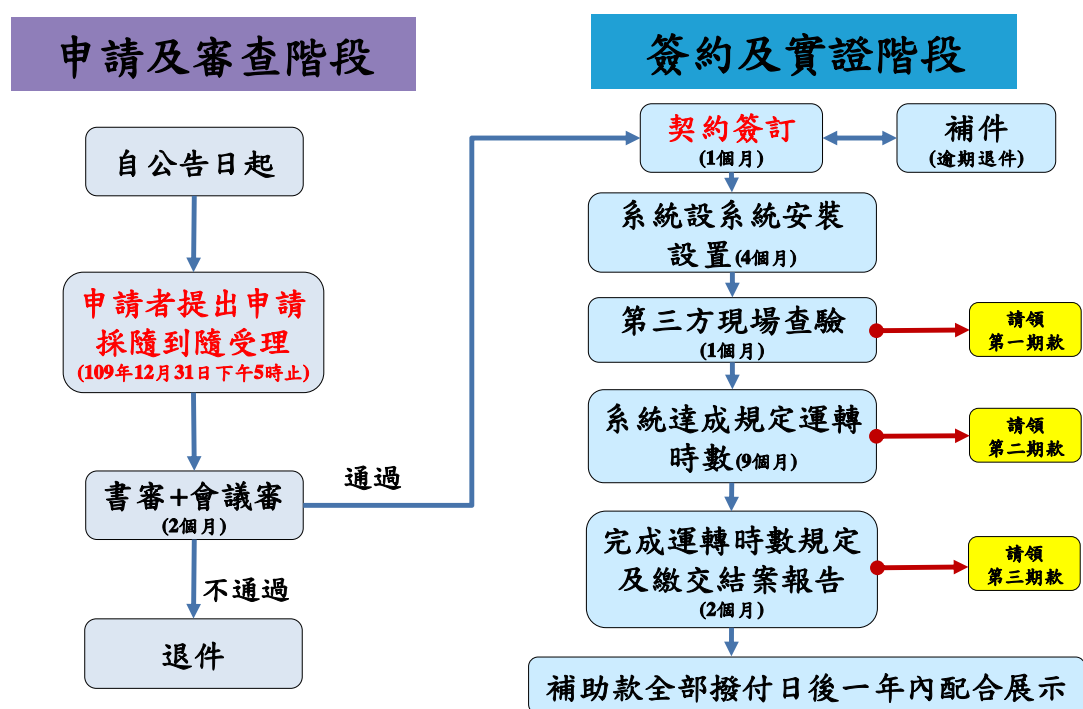 申請及審查階段
自公告日起
申請者提出申請
採隨到隨受理
(109年12月31日下午5時止)
書審+會議審
(2個月)
通過
不通過
退件
簽約及實證階段
契約簽訂
(1個月)
補件
(逾期退件)
系統設系統安裝
設置(4個月)
第三方現場查驗
(1個月)
請領
第一期款
系統達成規定運轉
時數(9個月)
請領
第二期款
完成運轉時數規定
及繳交結案報告
(2個月)
請領
第三期款
補助款全部撥付日後一年內配合展示